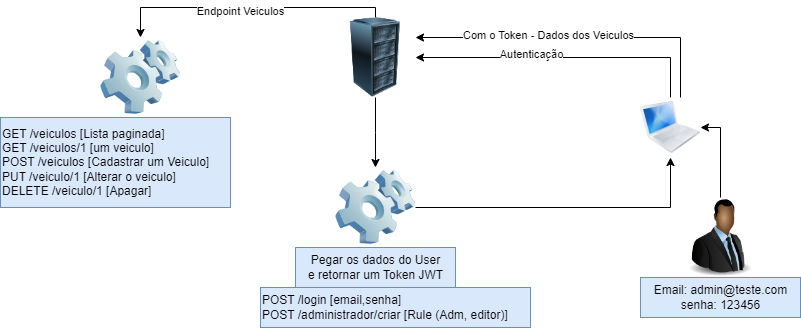 Endpoint Veiculos
Com o Token - Dados dos Veiculos
Autenticação
GET /veiculos [Lista paginada]
GET /veiculos/1 [um veiculo]
POST /veiculos [Cadastrar um Veiculo]
PUT /veiculo/1 [Alterar o veiculo]
DELETE /veiculo/1 [Apagar]
Pegar os dados do User
e retornar um Token JWT
POST /login [email,senha]
POST /administrador/criar [Rule (Adm, editor)]
Email: admin@teste.com
senha: 123456